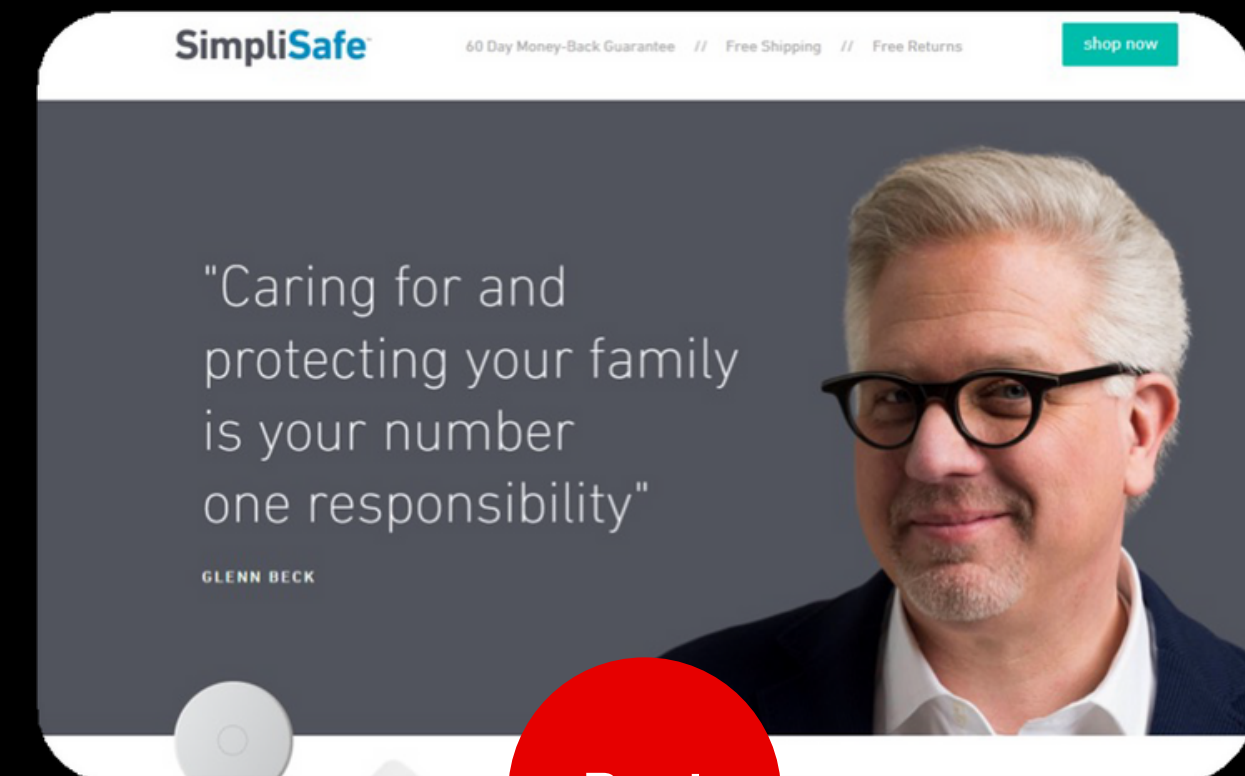 SimpliSafe™
60 Day Money-Back Guarantee // Free Shipping // Free Returns
shop now
"Caring for and
protecting your family
is your number
one responsibility"
GLENN BECK